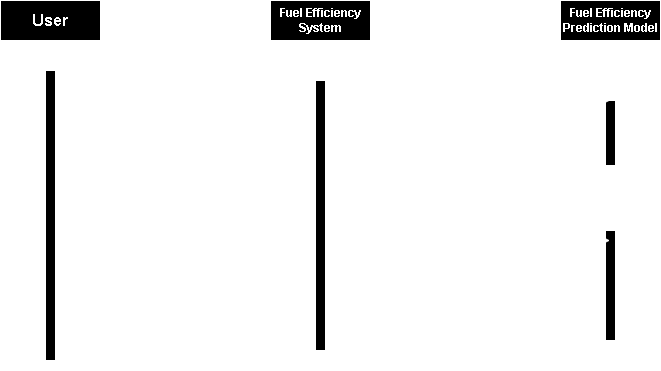 User
Fuel Efficiency
System
Fuel Efficiency
Prediction Model